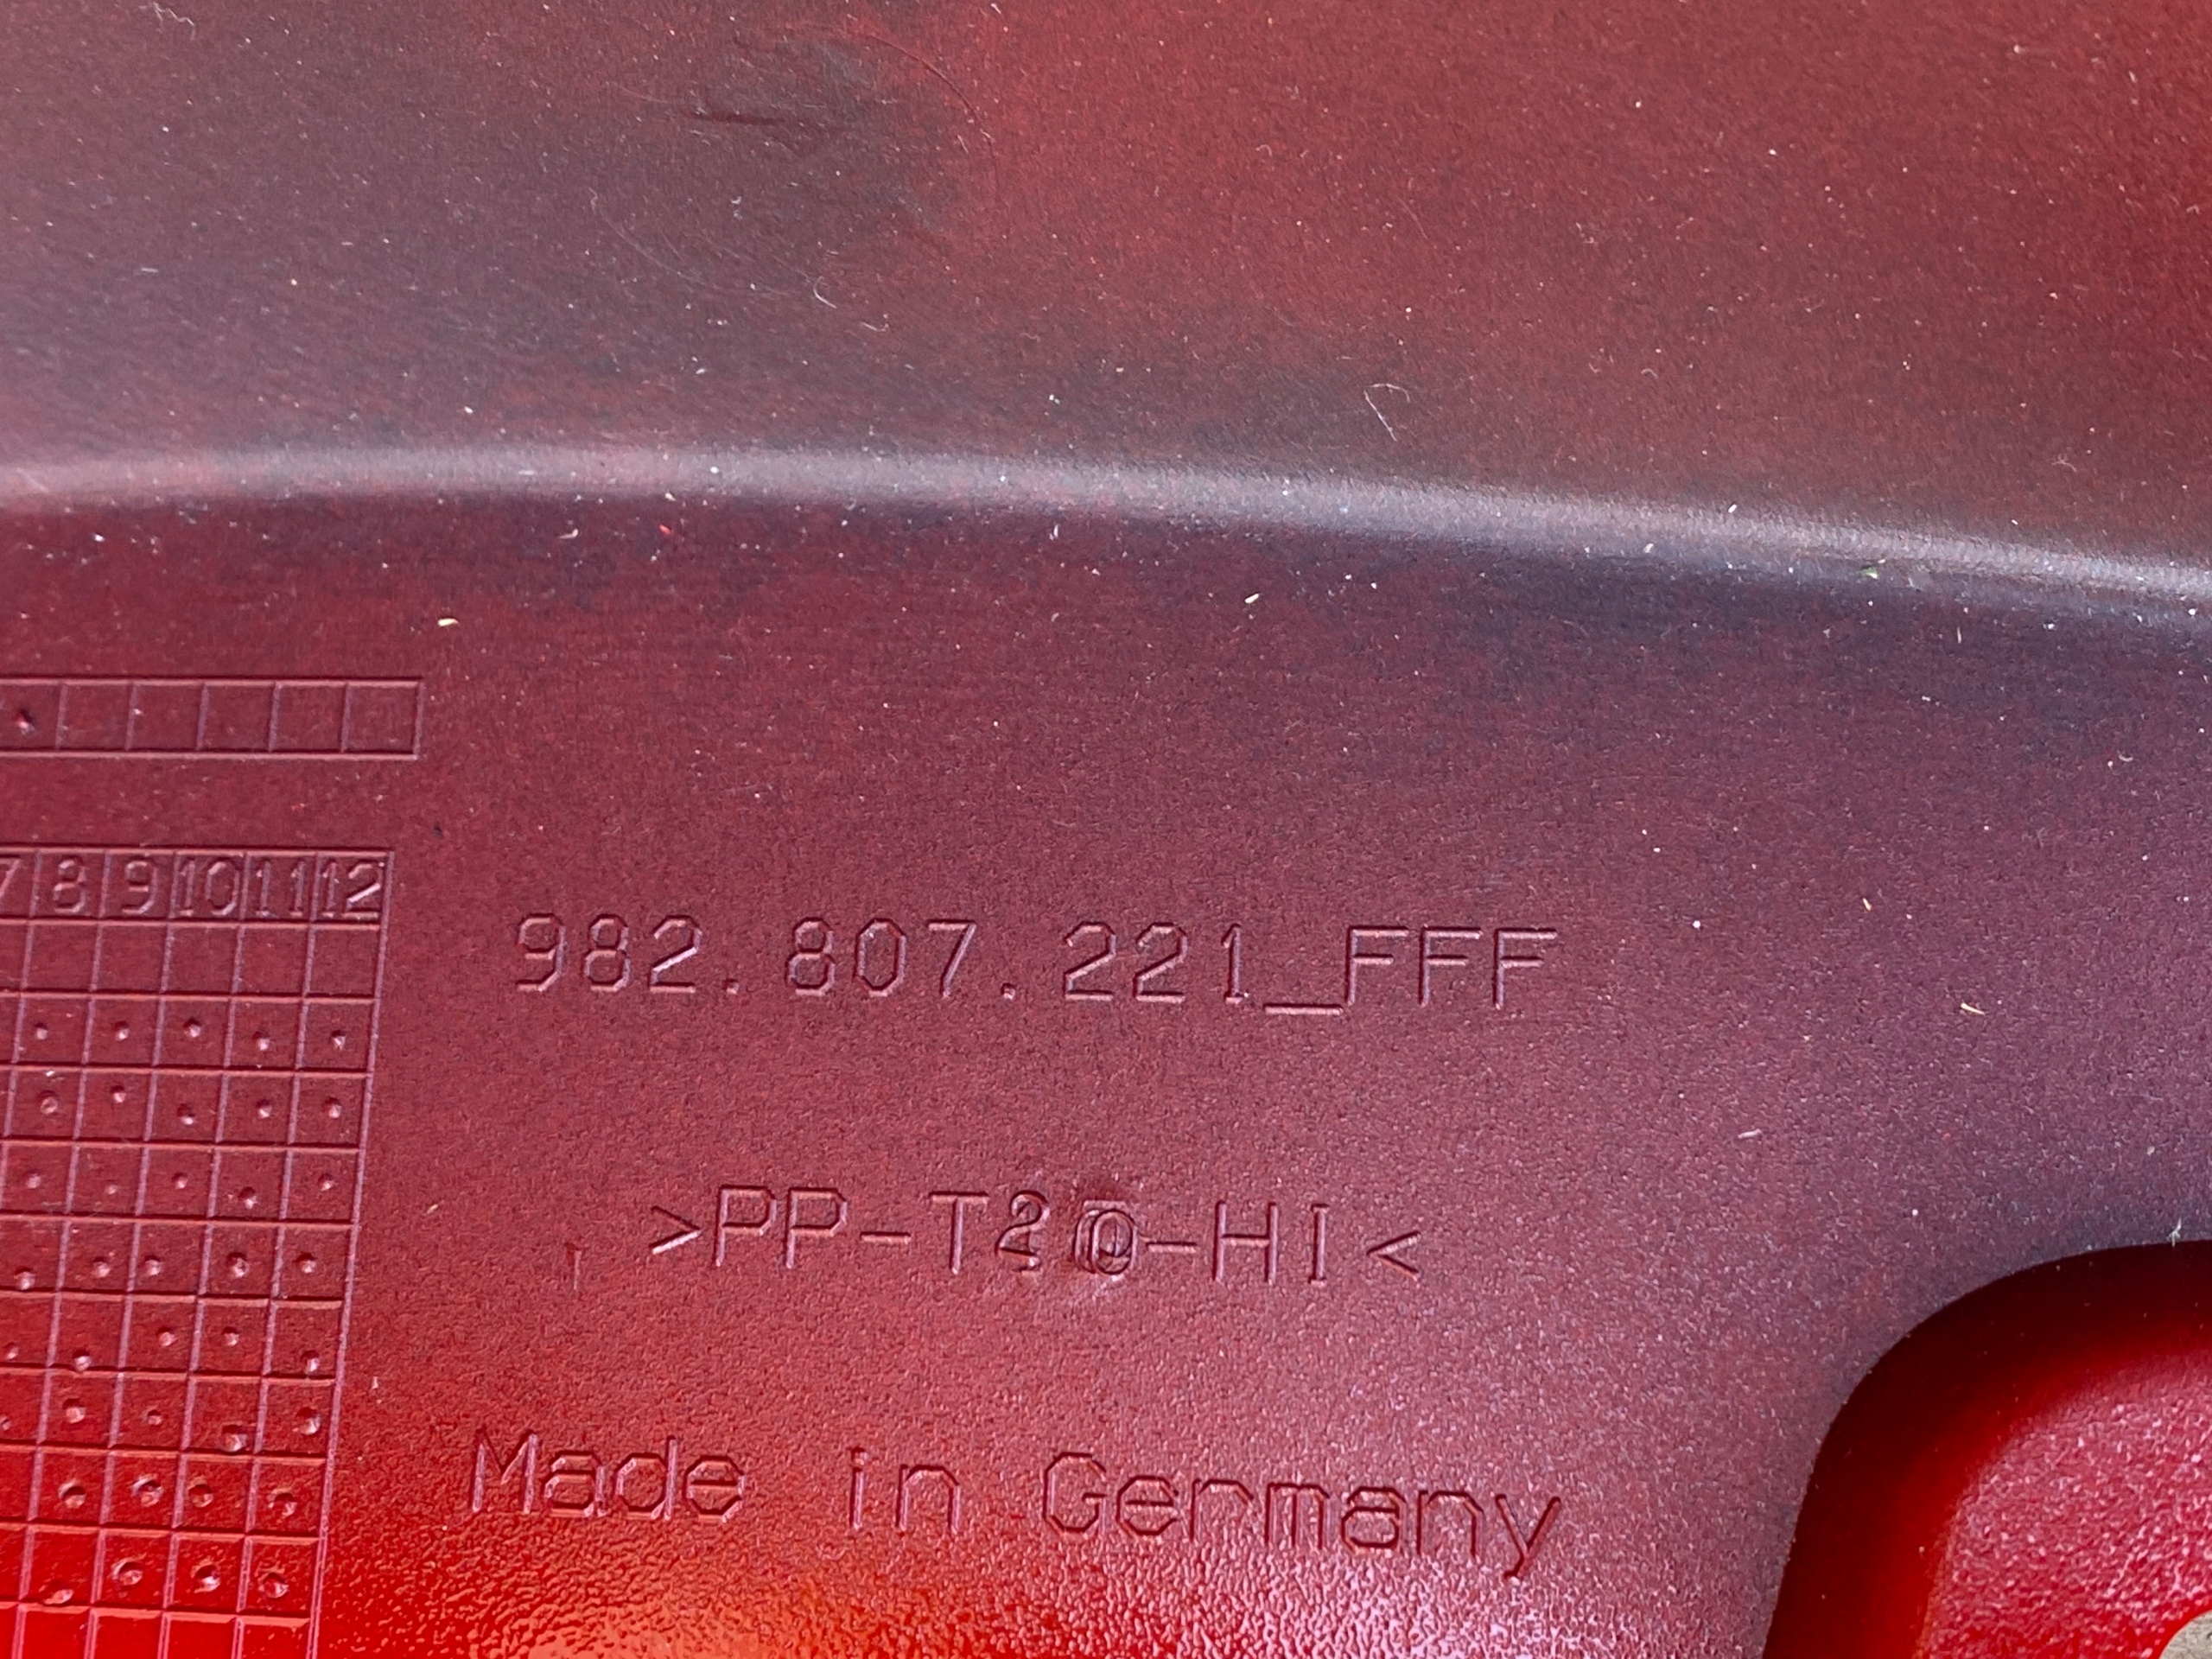 7 8 9 10 11 12
982.807.221_FFF
>PP-T20-HI<
Made in Germany